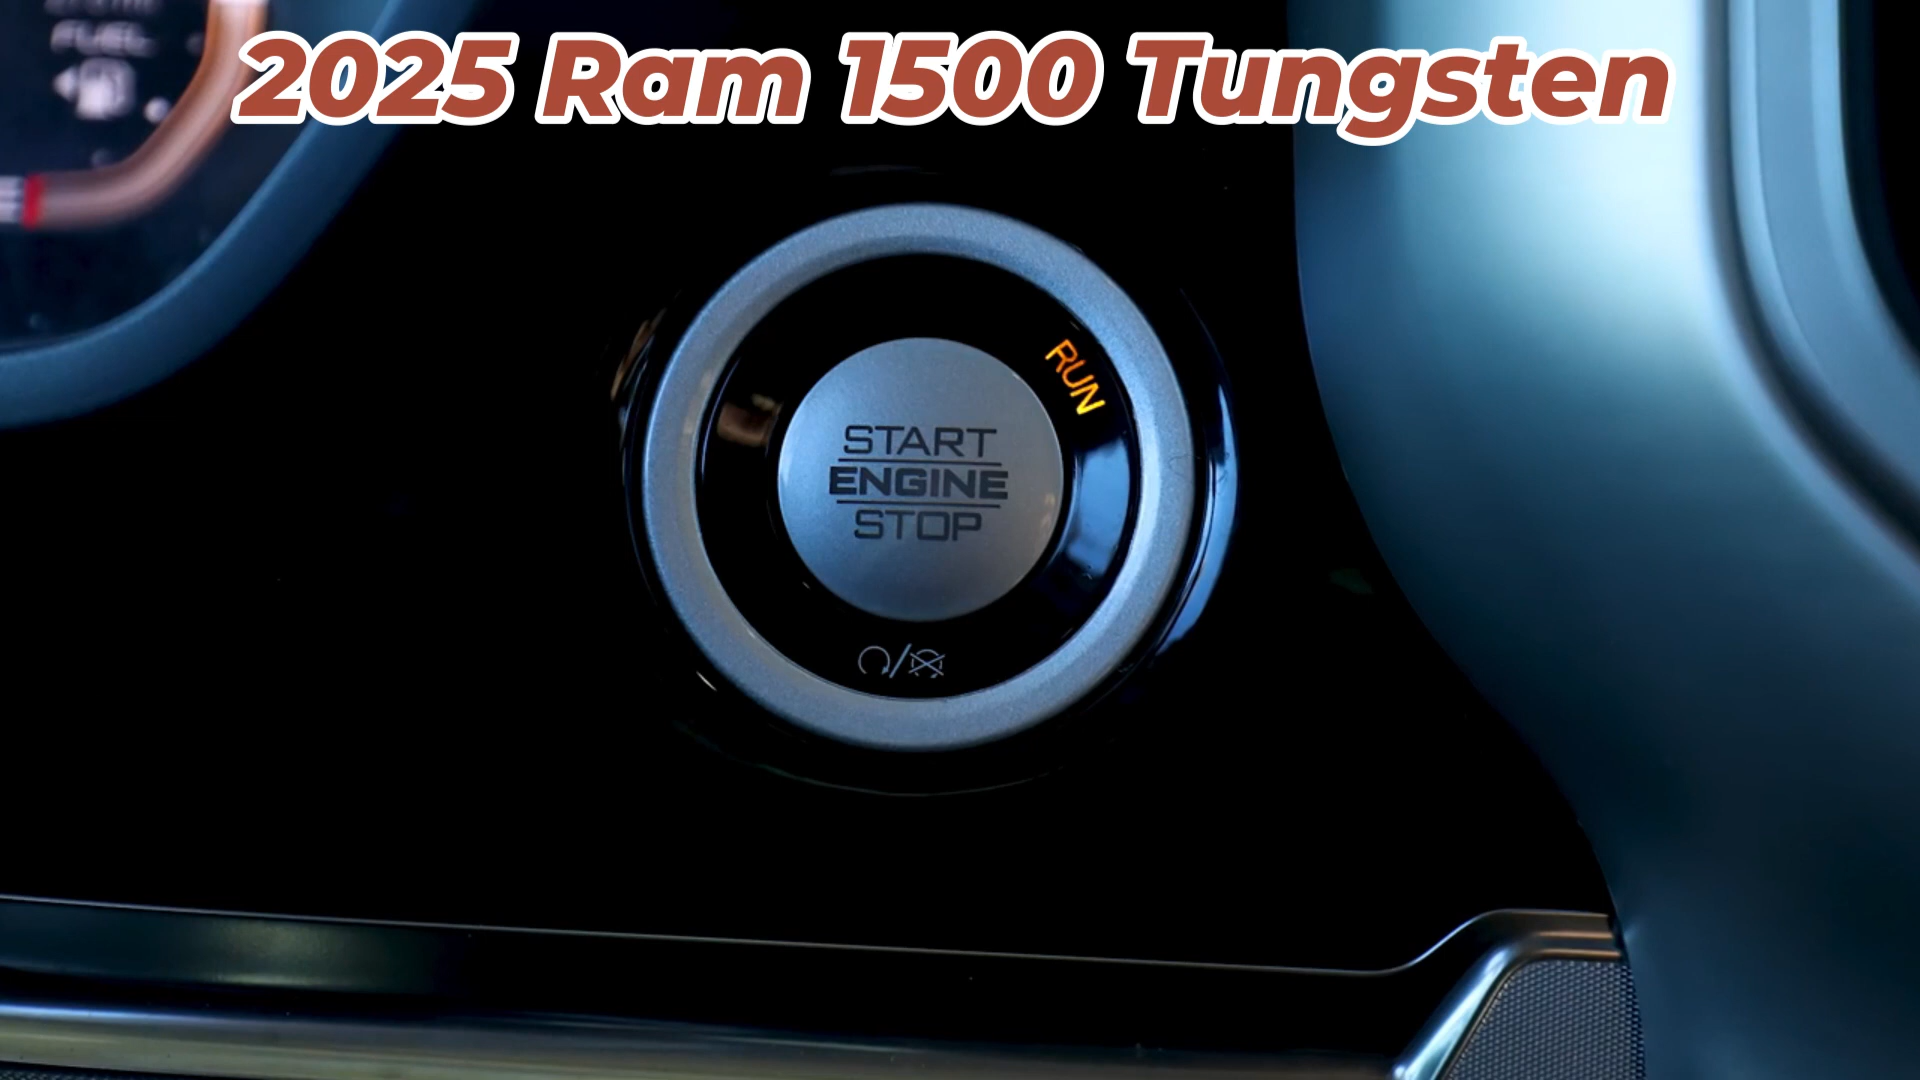 2025 Ram 1500 Tungsten
FUEL
RUN
START
ENGINE
STOP